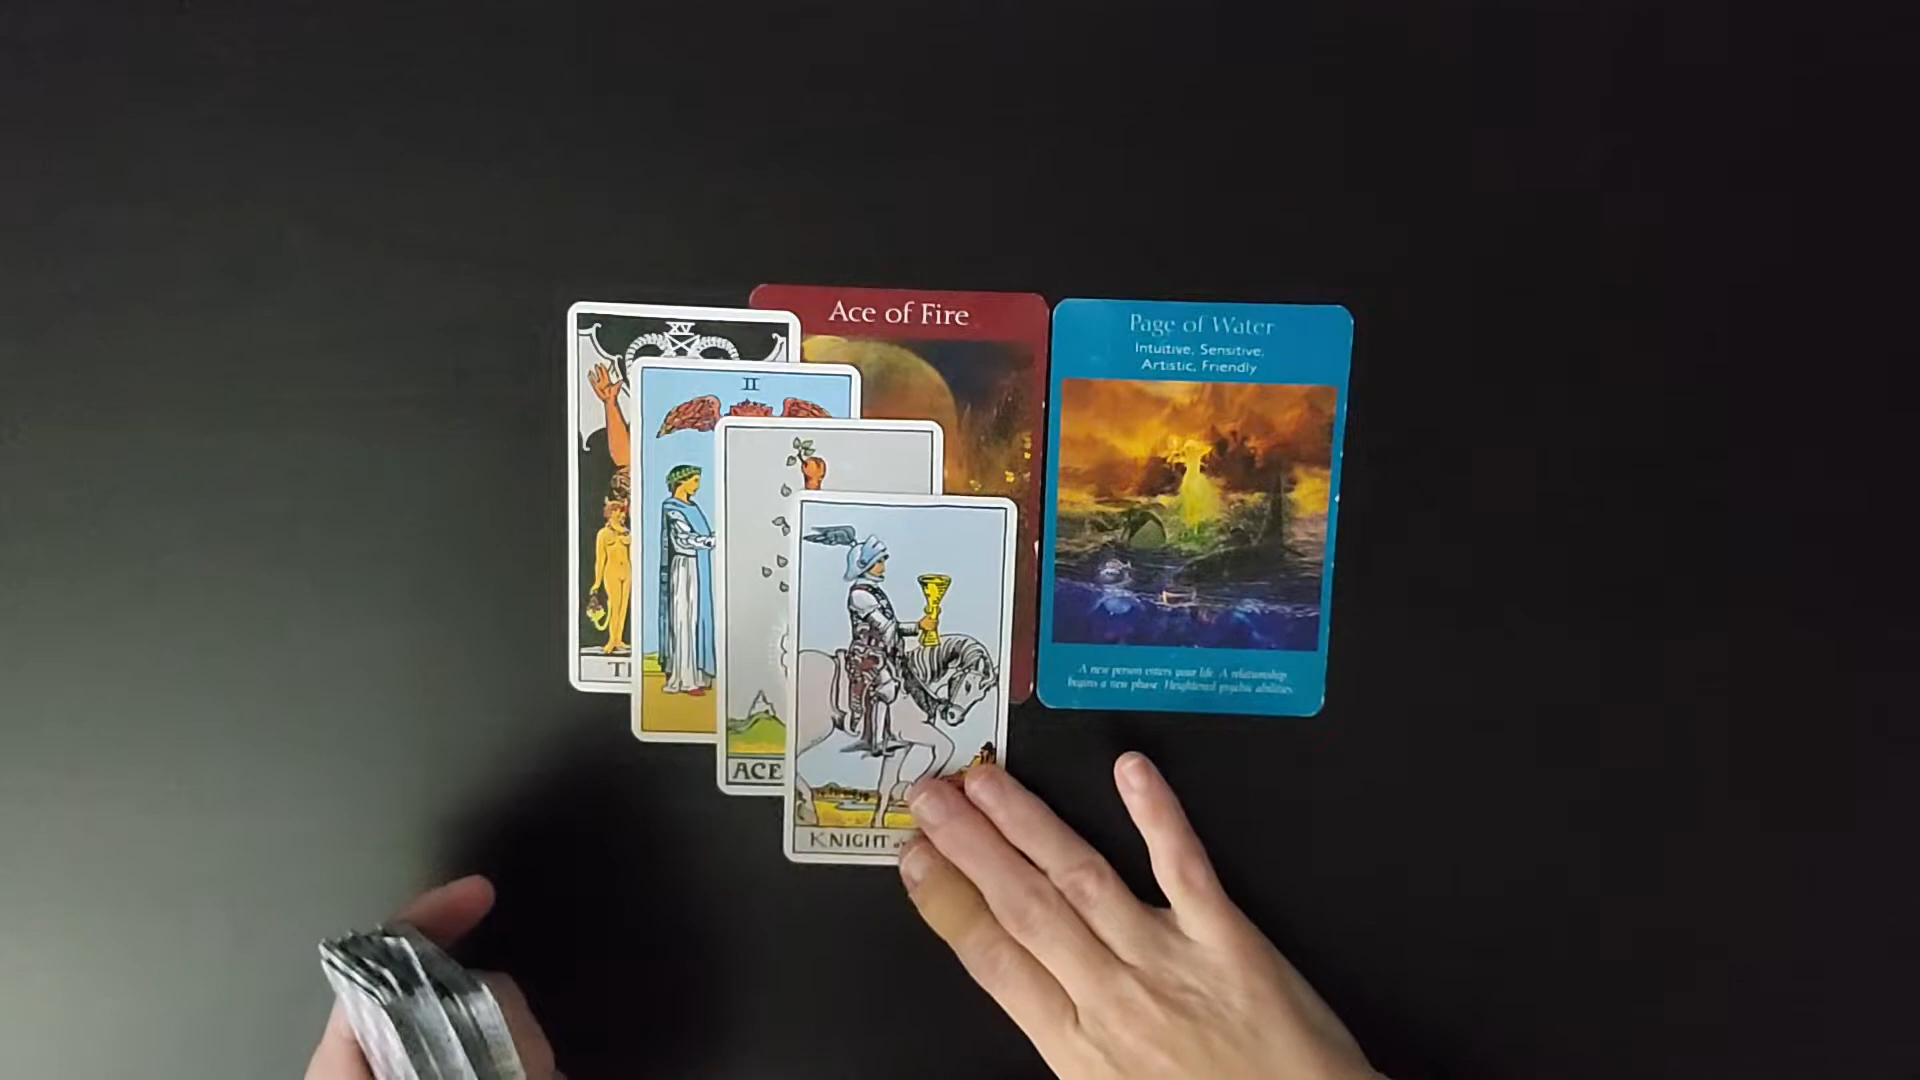 XV
II
Ace of Fire
Page of Water
Intuitive, Sensitive,
Artistic, Friendly
A new person enters your life. A relationship
begins a new phase. Heightened psychic abilities.
T
ACE
KNIGHT